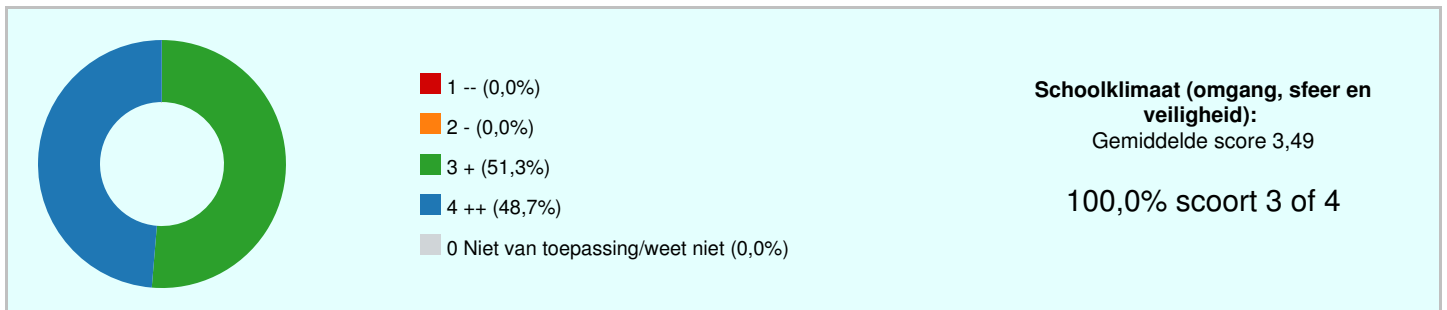 1 -- (0,0%)
2 - (0,0%)
3 + (51,3%)
4 ++ (48,7%)
0 Niet van toepassing/weet niet (0,0%)
Schoolklimaat (omgang, sfeer en
veiligheid):
Gemiddelde score 3,49
100,0% scoort 3 of 4